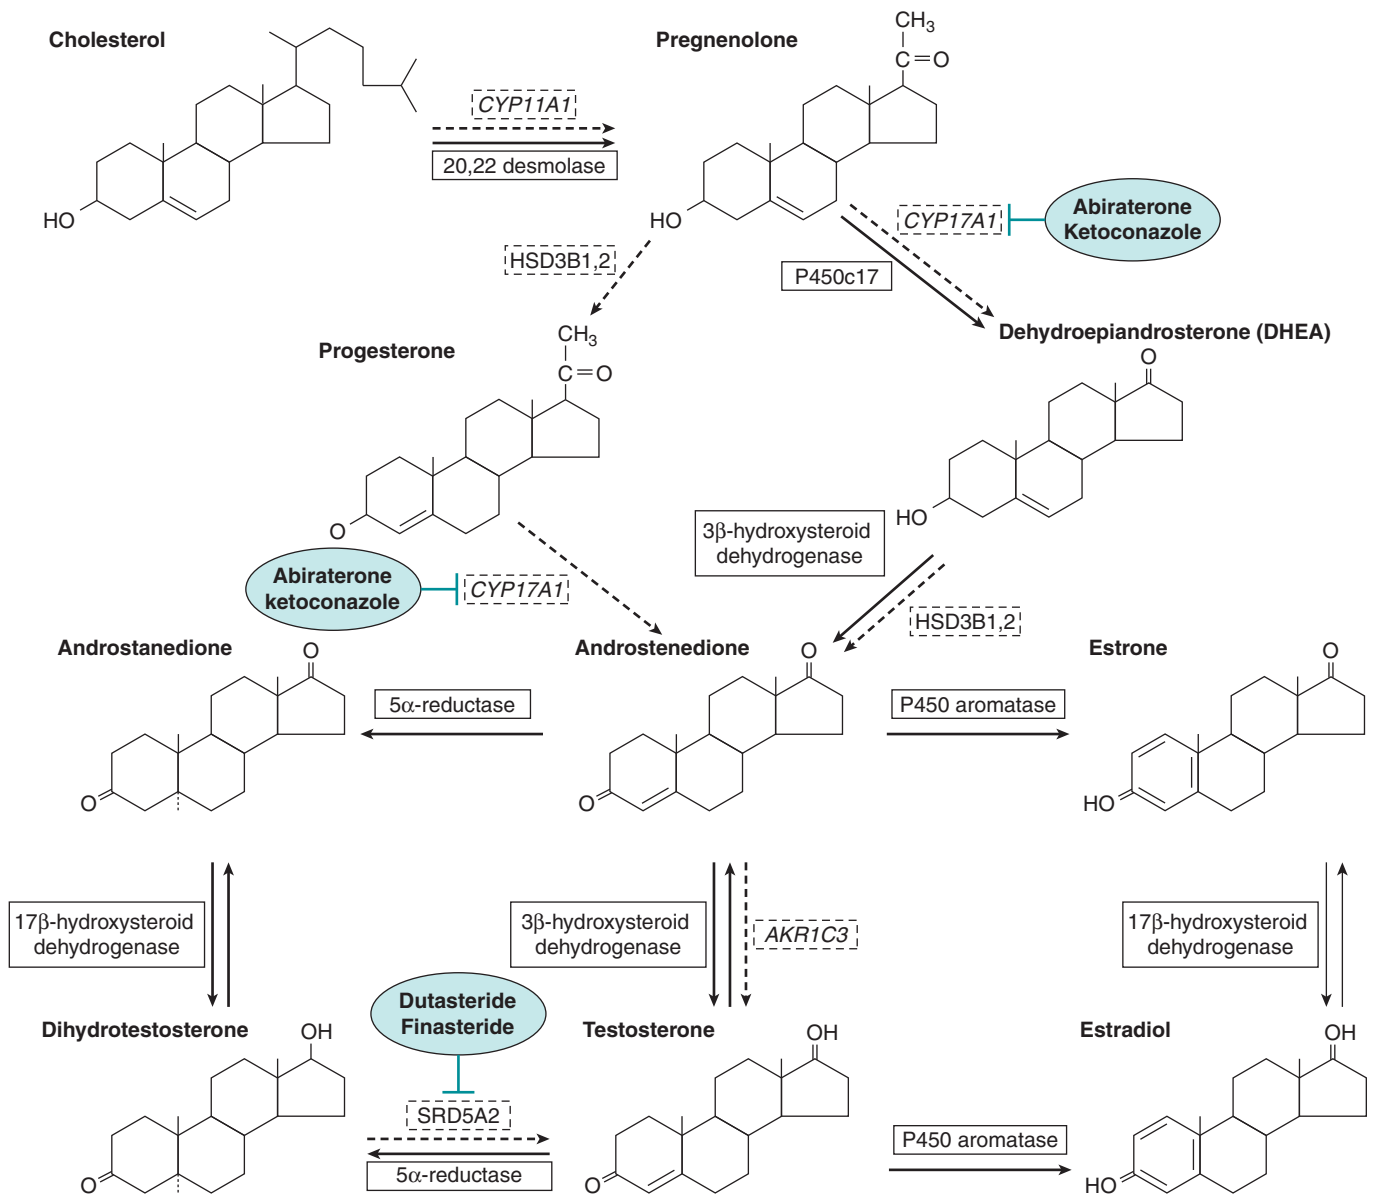 Cholesterol
Pregnenolone
CH3
C=O
CYP11A1
20,22 desmolase
HO
HO
CYP17A1
Abiraterone
Ketoconazole
HSD3B1,2
P450c17
Progesterone
CH3
C=O
Dehydroepiandrosterone (DHEA)
O
O
3β-hydroxysteroid
dehydrogenase
HO
Abiraterone
ketoconazole
CYP17A1
HSD3B1,2
Androstanedione
O
Androstenedione
O
Estrone
O
5α-reductase
P450 aromatase
O
O
HO
17β-hydroxysteroid
dehydrogenase
3β-hydroxysteroid
dehydrogenase
AKR1C3
17β-hydroxysteroid
dehydrogenase
Dutasteride
Finasteride
Dihydrotestosterone
OH
Testosterone
OH
Estradiol
OH
SRD5A2
5α-reductase
P450 aromatase
O
O
HO